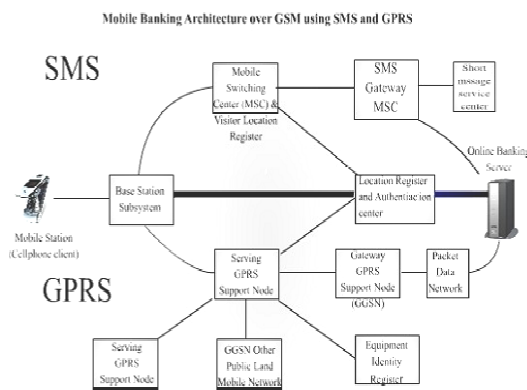 Mobile Banking Architecture over GSM using SMS and GPRS
SMS
Mobile
Switching
Center (MSC) &
Visiter Location
Register
SMS
Gateway
MSC
Short
mssage
service
center
Online Banking
Server
Base Station
Subsystem
Location Register
and Authentiaction
center
Mobile Station
(Cellphone client)
GPRS
Serving
GPRS
Support Node
Gateway
GPRS
Support Node
(GGSN)
Packet
Data
Network
Serving
GPRS
Support Node
GGSN Other
Public Land
Mobile Network
Equipment
Identity
Register